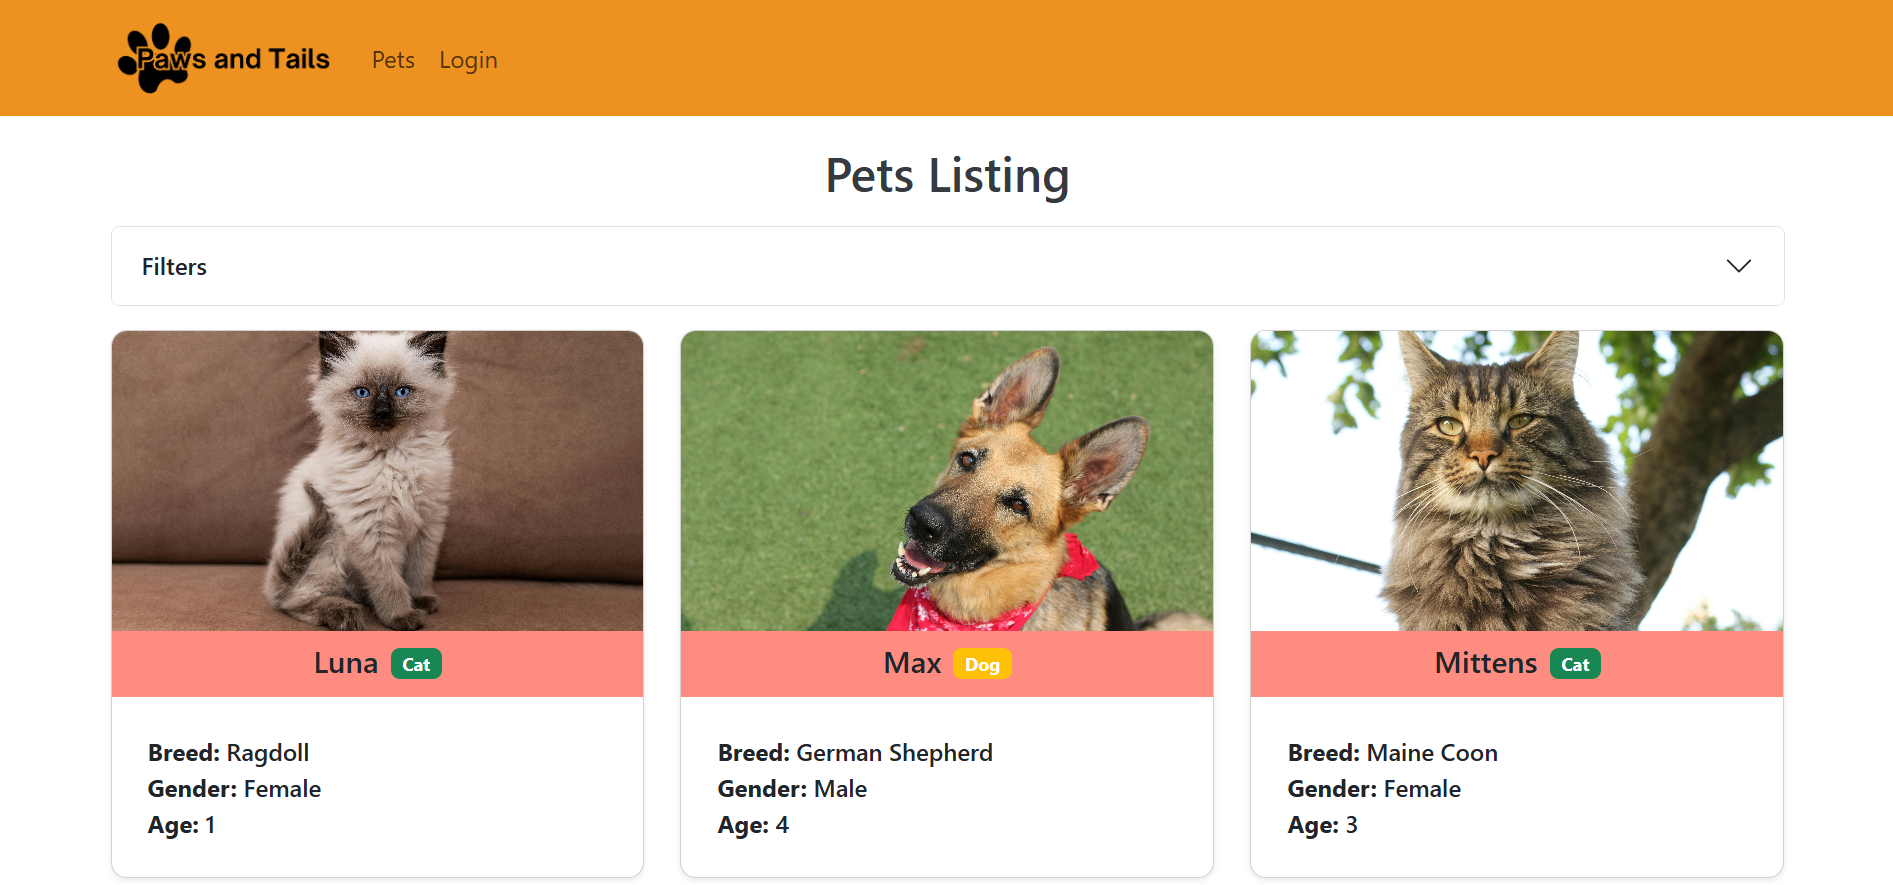 Paws and Tails
Pets
Login
Pets Listing
Filters
Luna Cat
Max Dog
Mittens Cat
Breed: Ragdoll
Gender: Female
Age: 1
Breed: German Shepherd
Gender: Male
Age: 4
Breed: Maine Coon
Gender: Female
Age: 3